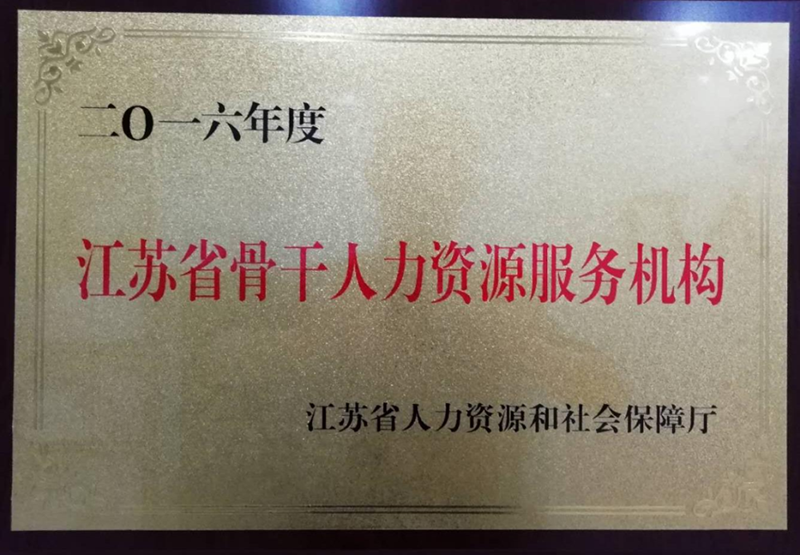 二〇一六年度
江苏省骨干人力资源服务机构
江苏省人力资源和社会保障厅